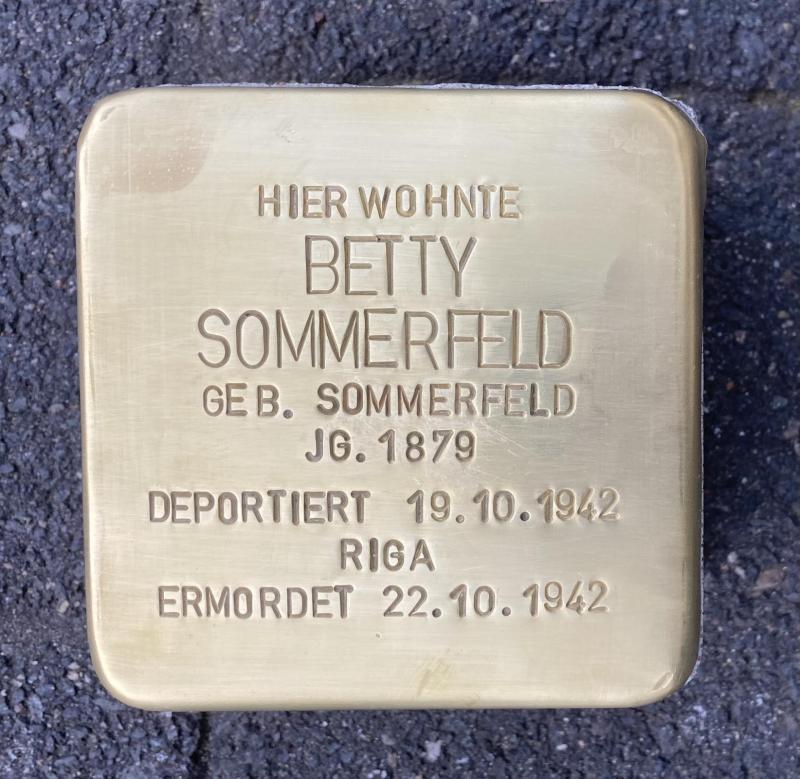 HIER WOHNTE
BETTY
SOMMERFELD
GEB. SOMMERFELD
JG. 1879
DEPORTIERT 19.10.1942
RIGA
ERMORDET 22.10.1942